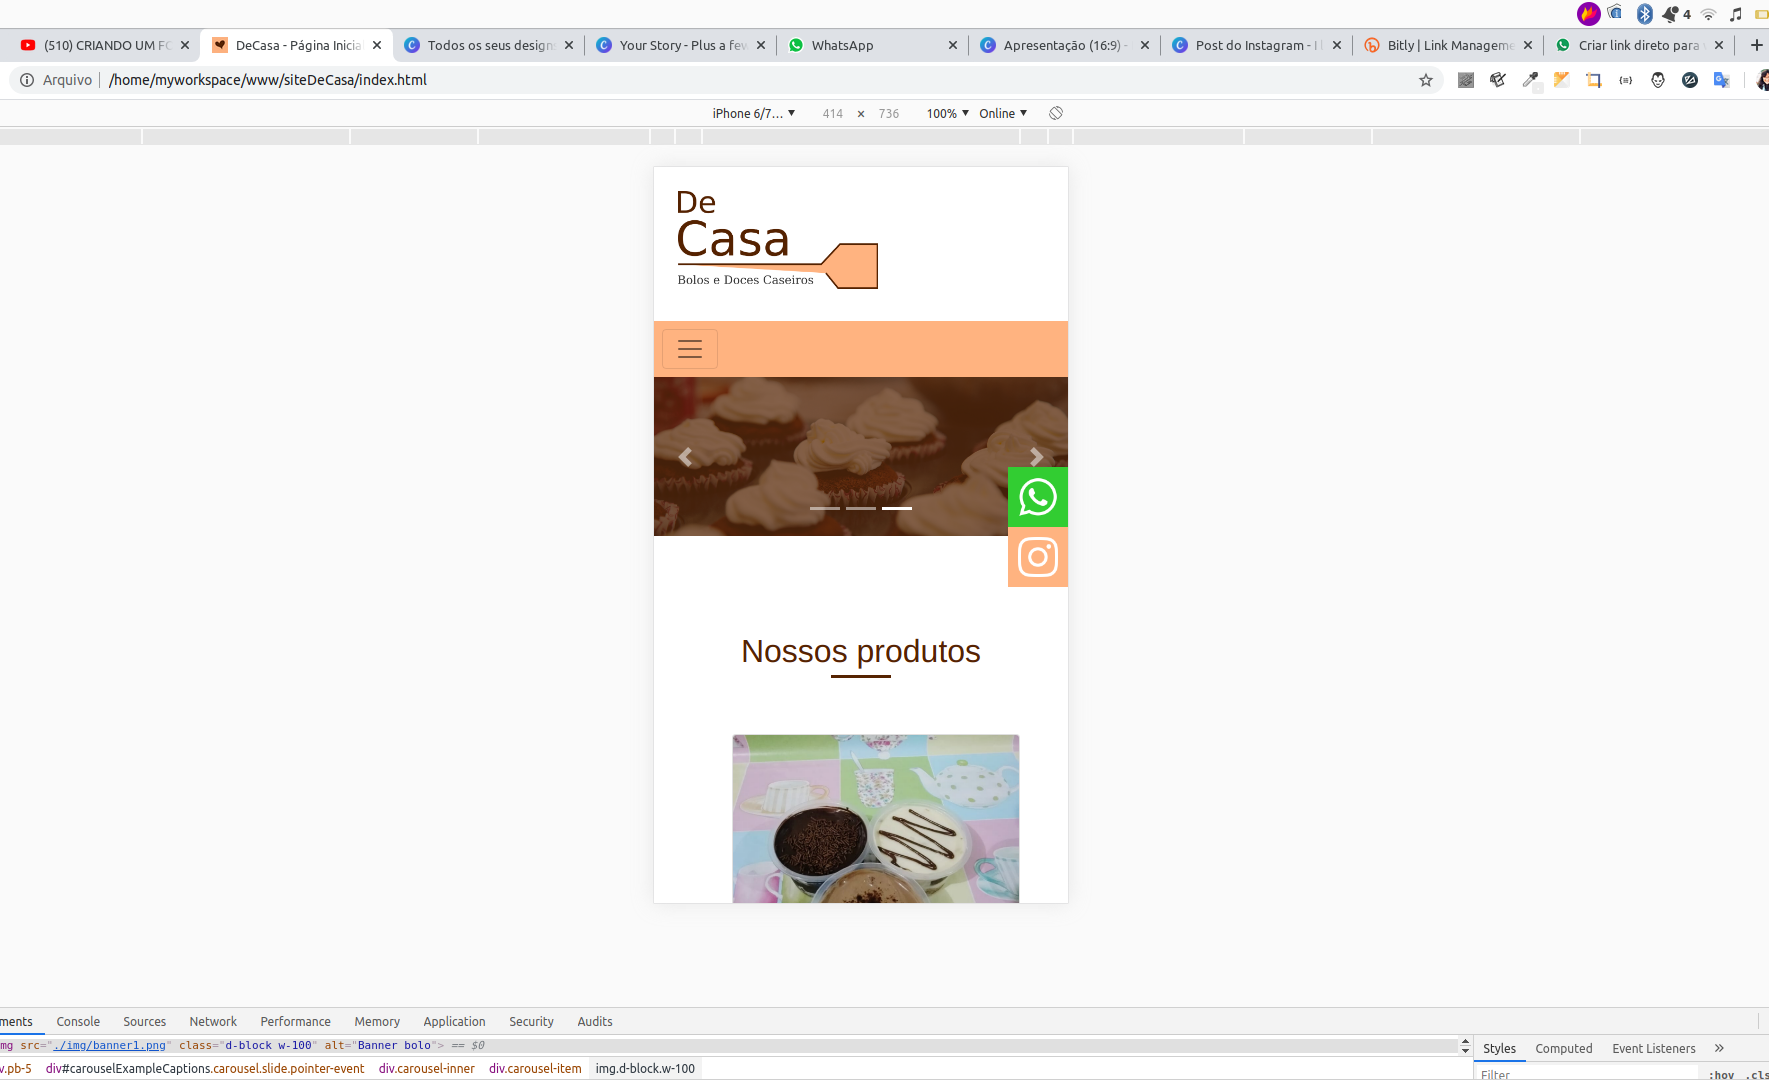 4
(510) CRIANDO UM FO
DeCasa - Página Inicia
Todos os seus designs
Your Story - Plus a few
WhatsApp
Apresentação (16:9) -
Post do Instagram - I l
Bitly | Link Manageme
Criar link direto para
Arquivo /home/myworkspace/www/siteDeCasa/index.html
iPhone 6/7... 414 × 736 100% Online
De
Casa
Bolos e Doces Caseiros
Nossos produtos
ments Console Sources Network Performance Memory Application Security Audits
mg src="./img/banner1.png" class="d-block w-100" alt="Banner bolo"> == $0
Styles Computed Event Listeners »
v.pb-5 div#carouselExampleCaptions.carousel.slide.pointer-event div.carousel-inner div.carousel-item img.d-block.w-100
Filter :hov .cls